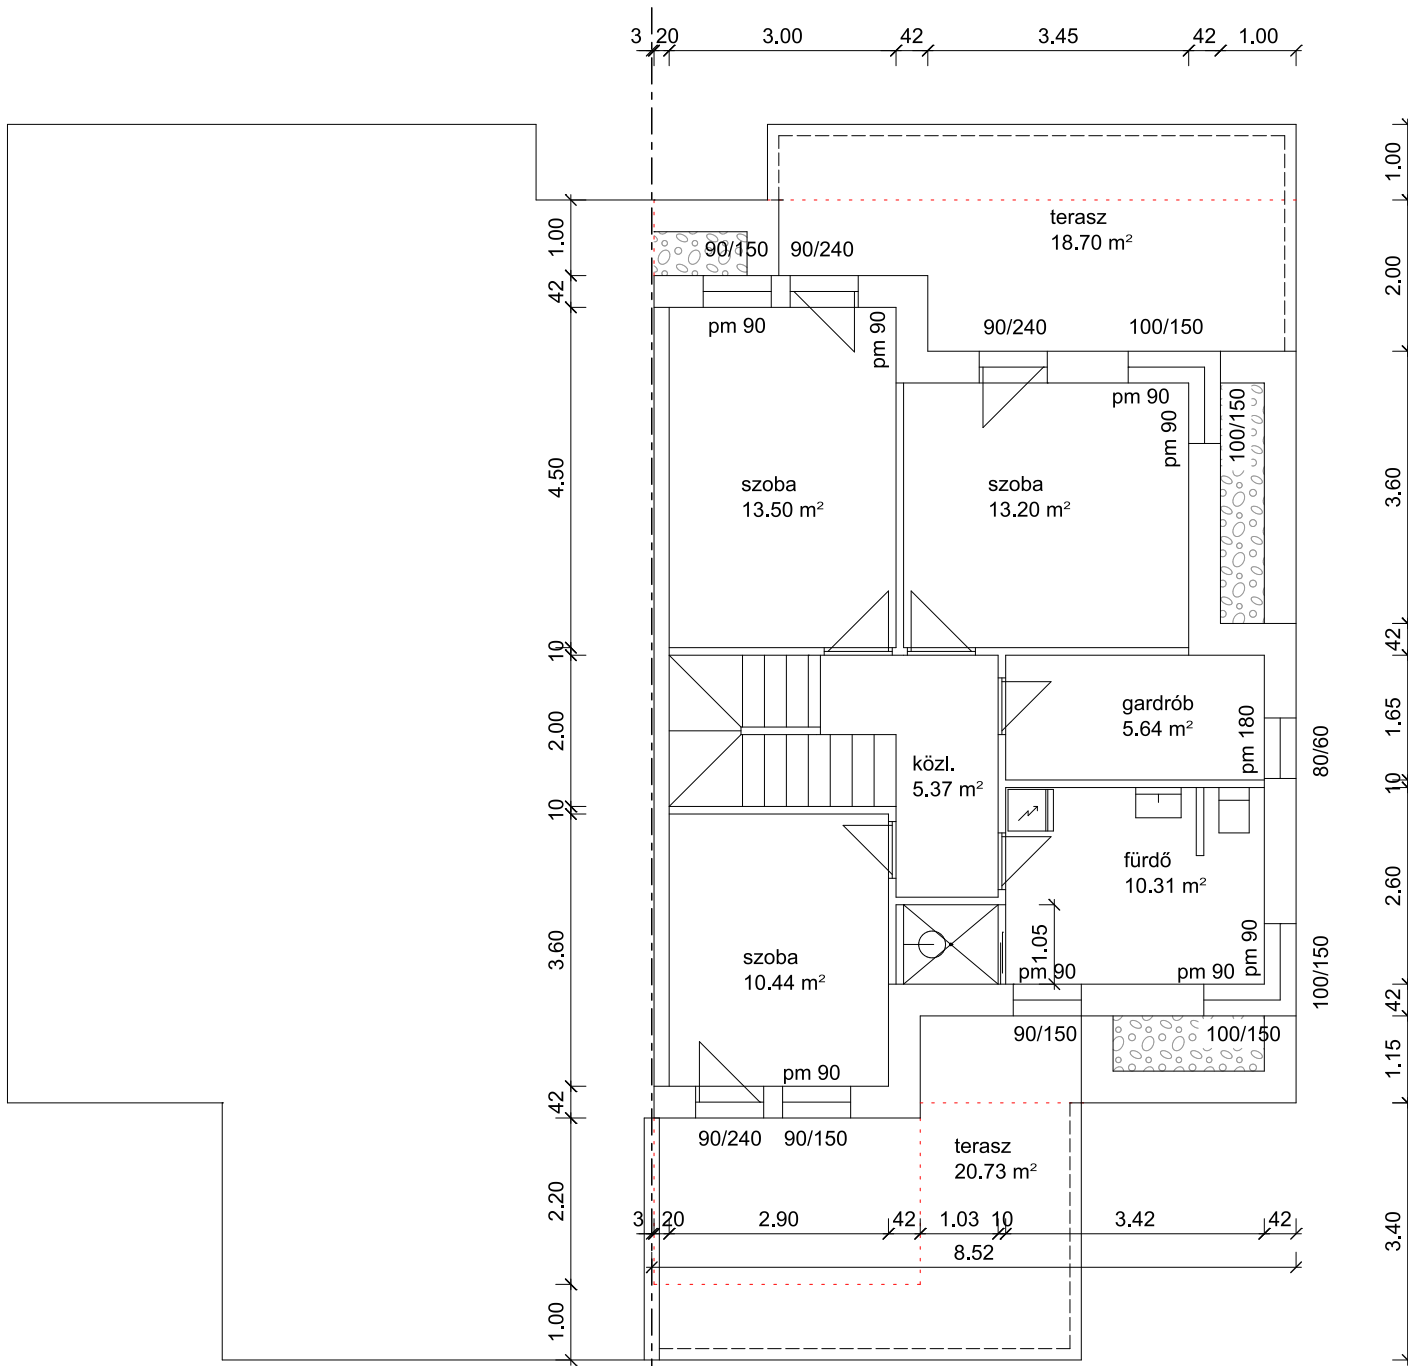 3 20 3.00 42 3.45 42 1.00
1.00
terasz
18.70 m²
1.00
90/150 90/240
2.00
42
pm 90
pm 90
90/240 100/150
pm 90
pm 90
100/150
4.50
szoba
13.50 m²
szoba
13.20 m²
3.60
10
42
gardrób
5.64 m²
pm 180
1.65
2.00
80/60
közl.
5.37 m²
10
10
fürdő
10.31 m²
2.60
3.60
szoba
10.44 m²
1.05
pm 90
pm 90
pm 90
100/150
42
90/150 100/150
1.15
pm 90
42
90/240 90/150
terasz
20.73 m²
2.20
3 20 2.90 42 1.03 10 3.42 42
8.52
3.40
1.00